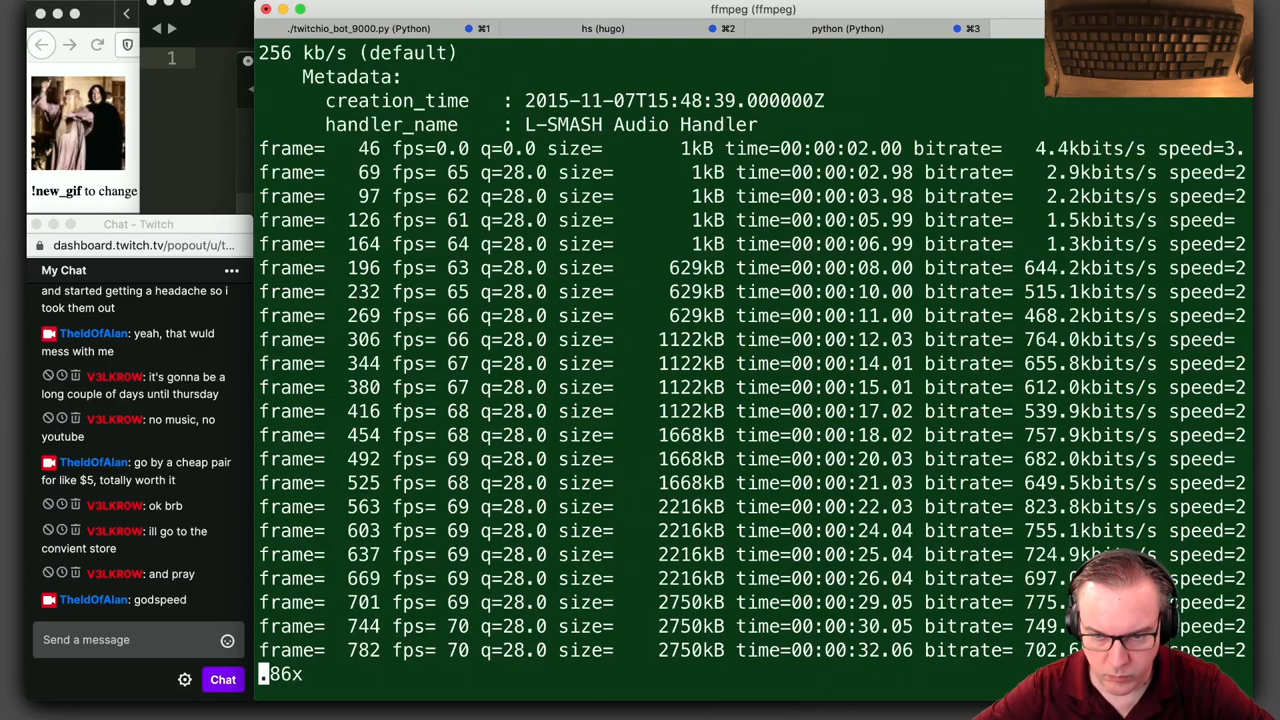 ffmpeg (ffmpeg)
./twitchio_bot_9000.py (Python) ⌘1
hs (hugo) ⌘2
python (Python) ⌘3
1
!new_gif to change
Chat - Twitch
dashboard.twitch.tv/popout/u/t...
My Chat
and started getting a headache so i
took them out
TheIdOfAlan: yeah, that wuld
mess with me
V3LKR0W: it's gonna be a
long couple of days until thursday
V3LKR0W: no music, no
youtube
TheIdOfAlan: go by a cheap pair
for like $5, totally worth it
V3LKR0W: ok brb
V3LKR0W: ill go to the
convient store
V3LKR0W: and pray
TheIdOfAlan: godspeed
Send a message
Chat
256 kb/s (default)
Metadata:
creation_time : 2015-11-07T15:48:39.000000Z
handler_name : L-SMASH Audio Handler
frame= 46 fps=0.0 q=0.0 size= 1kB time=00:00:02.00 bitrate= 4.4kbits/s speed=3.
frame= 69 fps= 65 q=28.0 size= 1kB time=00:00:02.98 bitrate= 2.9kbits/s speed=2
frame= 97 fps= 62 q=28.0 size= 1kB time=00:00:03.98 bitrate= 2.2kbits/s speed=2
frame= 126 fps= 61 q=28.0 size= 1kB time=00:00:05.99 bitrate= 1.5kbits/s speed=
frame= 164 fps= 64 q=28.0 size= 1kB time=00:00:06.99 bitrate= 1.3kbits/s speed=2
frame= 196 fps= 63 q=28.0 size= 629kB time=00:00:08.00 bitrate= 644.2kbits/s speed=2
frame= 232 fps= 65 q=28.0 size= 629kB time=00:00:10.00 bitrate= 515.1kbits/s speed=2
frame= 269 fps= 66 q=28.0 size= 629kB time=00:00:11.00 bitrate= 468.2kbits/s speed=2
frame= 306 fps= 66 q=28.0 size= 1122kB time=00:00:12.03 bitrate= 764.0kbits/s speed=
frame= 344 fps= 67 q=28.0 size= 1122kB time=00:00:14.01 bitrate= 655.8kbits/s speed=2
frame= 380 fps= 67 q=28.0 size= 1122kB time=00:00:15.01 bitrate= 612.0kbits/s speed=2
frame= 416 fps= 68 q=28.0 size= 1122kB time=00:00:17.02 bitrate= 539.9kbits/s speed=2
frame= 454 fps= 68 q=28.0 size= 1668kB time=00:00:18.02 bitrate= 757.9kbits/s speed=2
frame= 492 fps= 69 q=28.0 size= 1668kB time=00:00:20.03 bitrate= 682.0kbits/s speed=
frame= 525 fps= 68 q=28.0 size= 1668kB time=00:00:21.03 bitrate= 649.5kbits/s speed=2
frame= 563 fps= 69 q=28.0 size= 2216kB time=00:00:22.03 bitrate= 823.8kbits/s speed=2
frame= 603 fps= 69 q=28.0 size= 2216kB time=00:00:24.04 bitrate= 755.1kbits/s speed=2
frame= 637 fps= 69 q=28.0 size= 2216kB time=00:00:25.04 bitrate= 724.9kbits/s speed=2
frame= 669 fps= 69 q=28.0 size= 2216kB time=00:00:26.04 bitrate= 697. speed=2
frame= 701 fps= 69 q=28.0 size= 2750kB time=00:00:29.05 bitrate= 775. speed=2
frame= 744 fps= 70 q=28.0 size= 2750kB time=00:00:30.05 bitrate= 749. speed=2
frame= 782 fps= 70 q=28.0 size= 2750kB time=00:00:32.06 bitrate= 702.6 speed=2
.86x